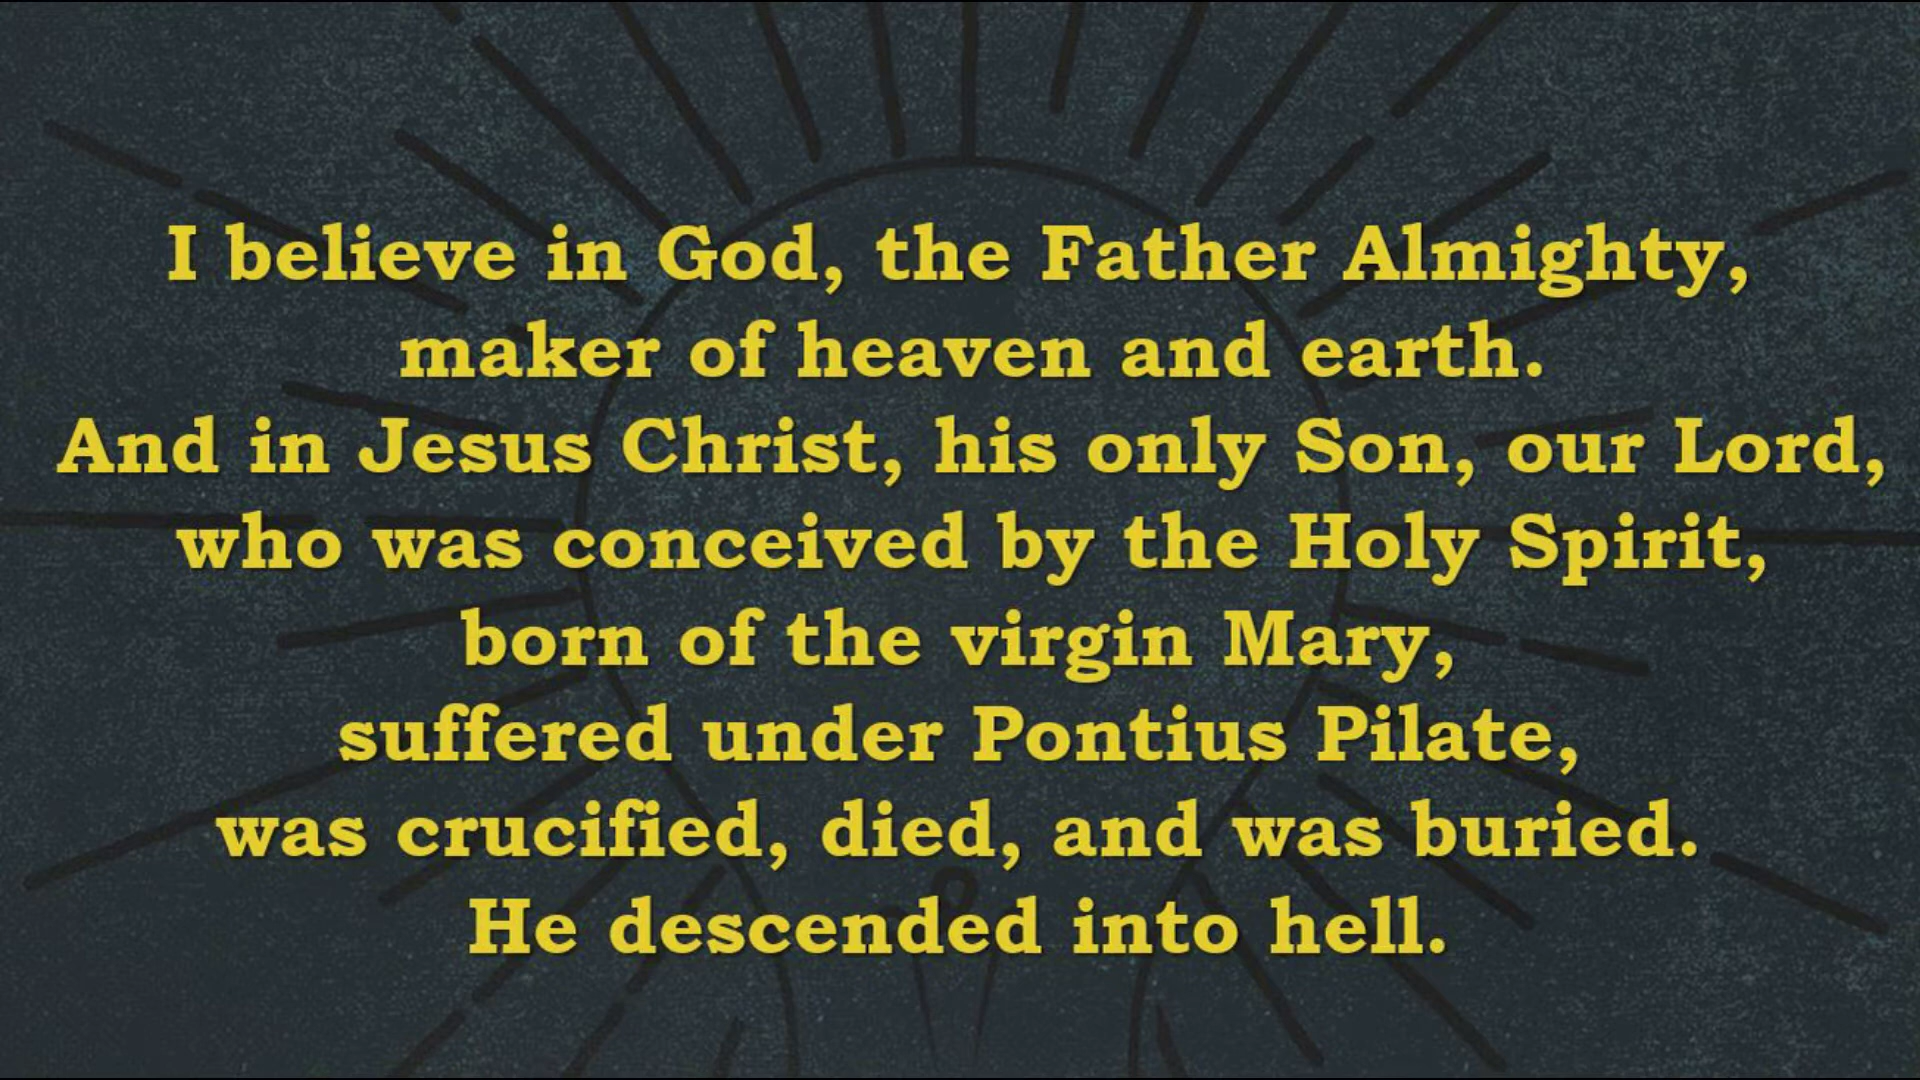 I believe in God, the Father Almighty,
maker of heaven and earth.
And in Jesus Christ, his only Son, our Lord,
who was conceived by the Holy Spirit,
born of the virgin Mary,
suffered under Pontius Pilate,
was crucified, died, and was buried.
He descended into hell.